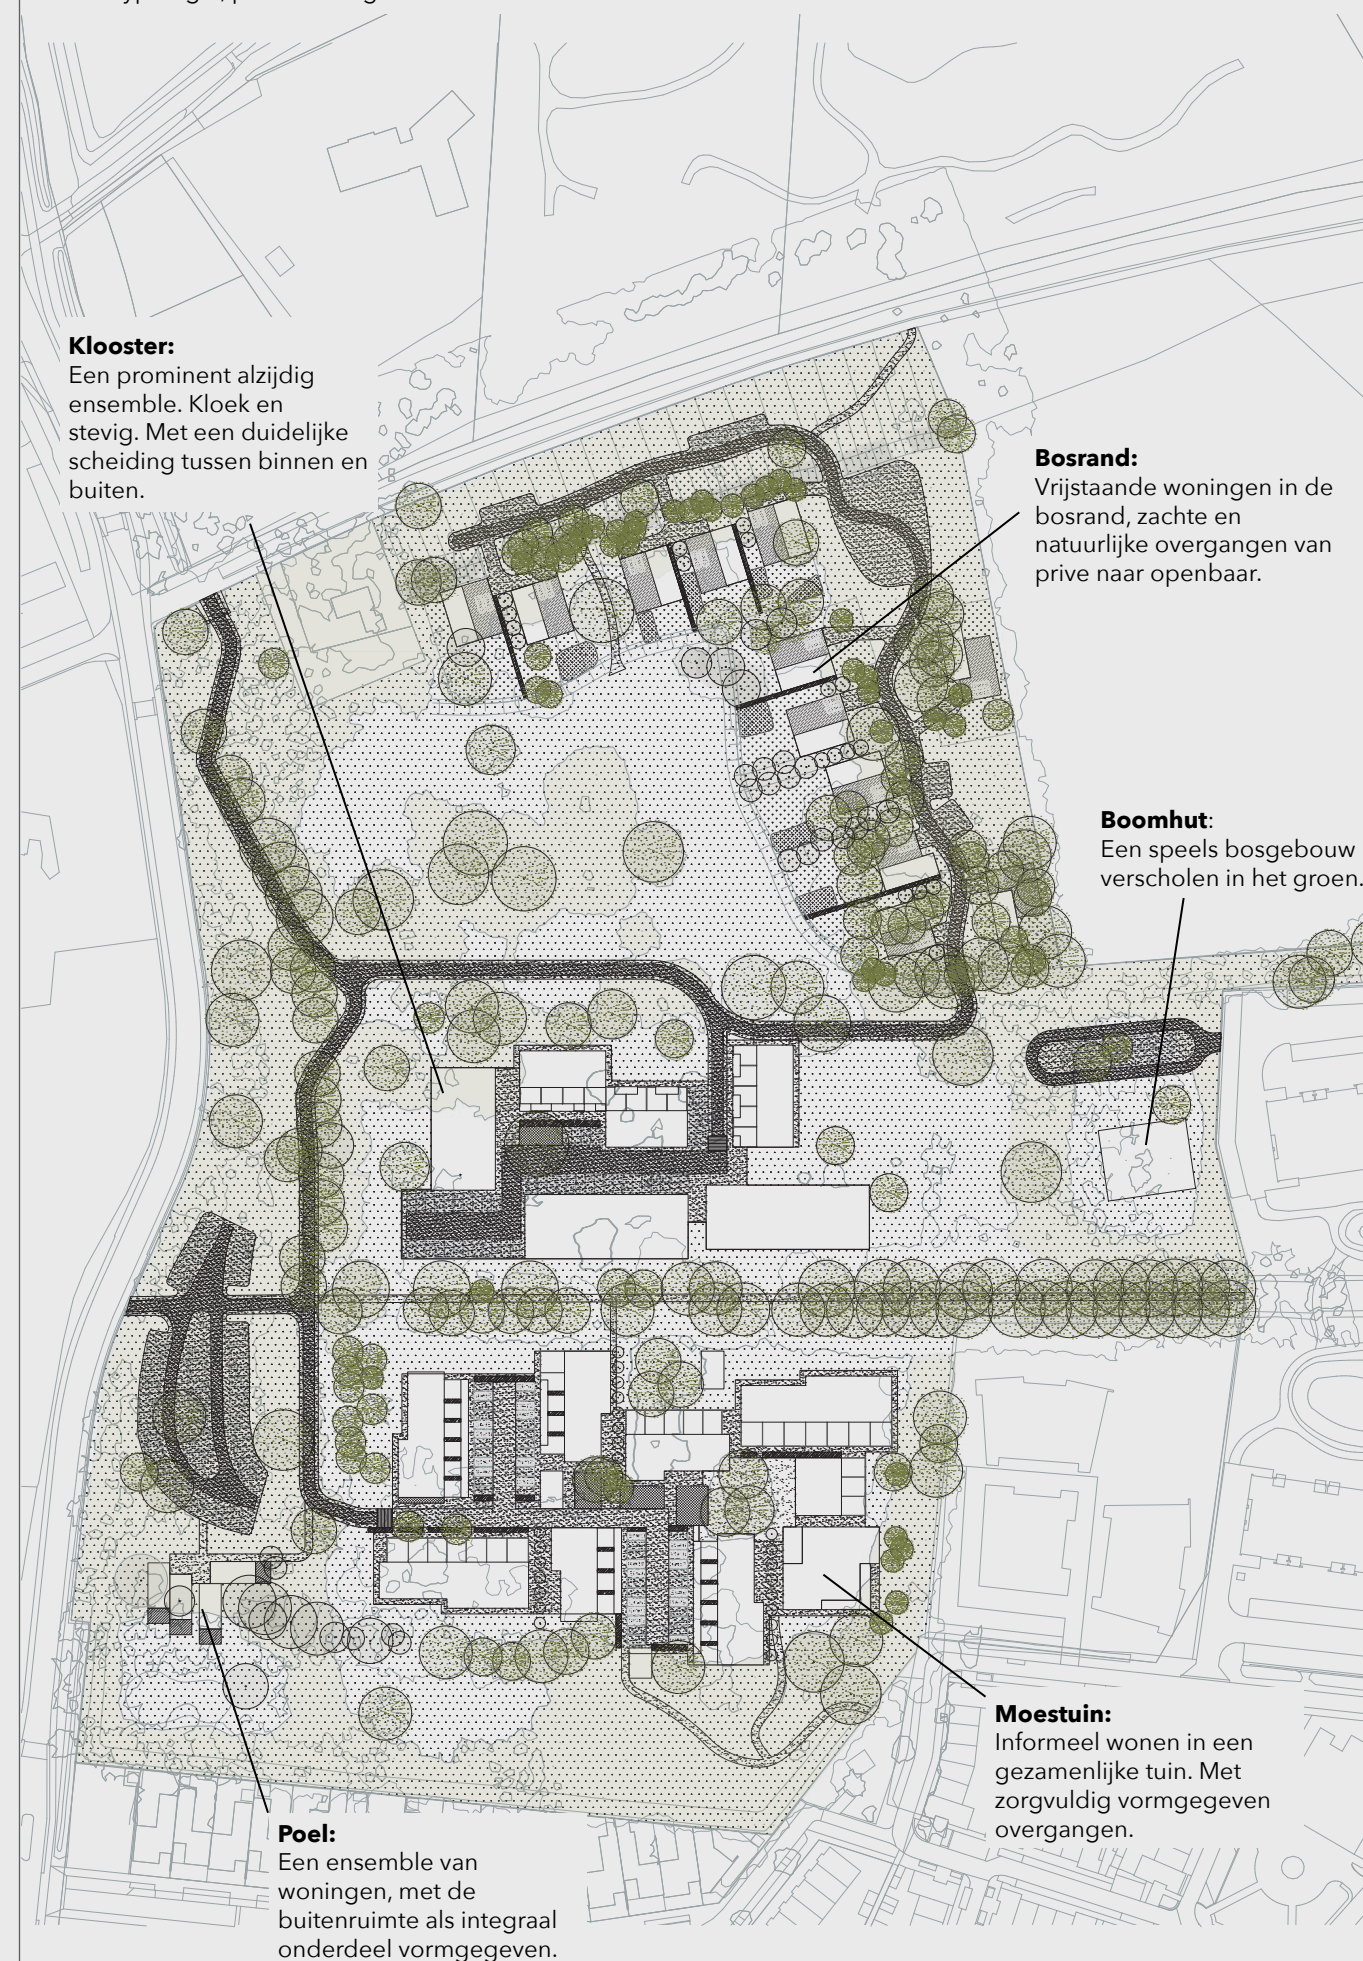 Klooster:
Een prominent alzijdig
ensemble. Kloek en
stevig. Met een duidelijke
scheiding tussen binnen en
buiten.
Bosrand:
Vrijstaande woningen in de
bosrand, zachte en
natuurlijke overgangen van
prive naar openbaar.
Boomhut:
Een speels bosgebouw
verscholen in het groen.
Moestuin:
Informeel wonen in een
gezamenlijke tuin. Met
zorgvuldig vormgegeven
overgangen.
Poel:
Een ensemble van
woningen, met de
buitenruimte als integraal
onderdeel vormgegeven.